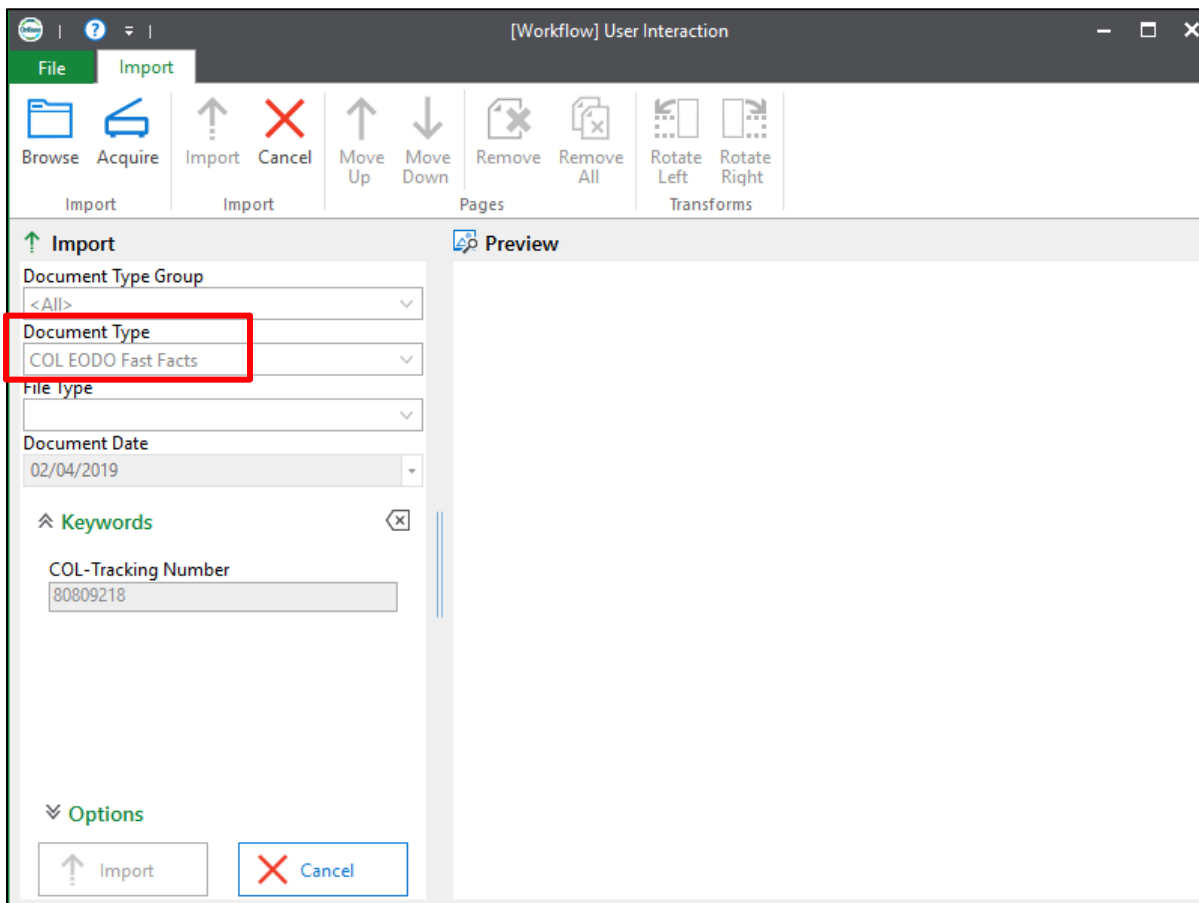 [Workflow] User Interaction
File
Import
Browse
Acquire
Import
Cancel
Move Up
Move Down
Remove
Remove All
Rotate Left
Rotate Right
Import
Import
Pages
Transforms
Import
Preview
Document Type Group
<All>
Document Type
COL EODO Fast Facts
File Type
Document Date
02/04/2019
Keywords
COL-Tracking Number
80809218
Options
Import
Cancel